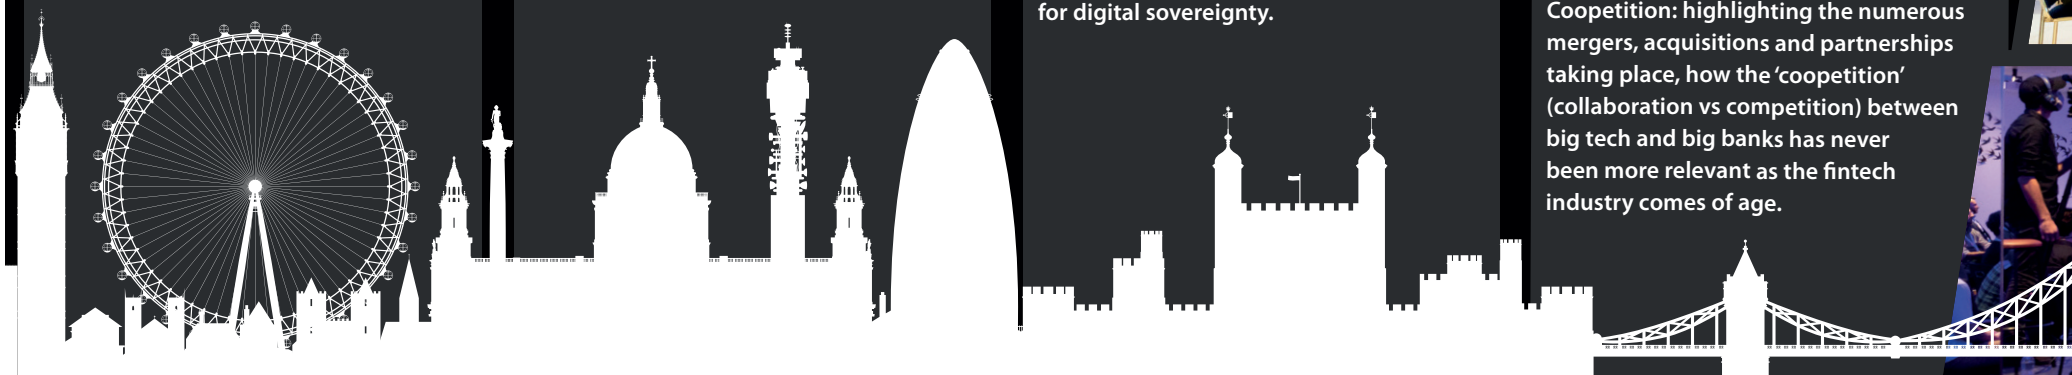 for digital sovereignty.
Coopetition: highlighting the numerous
mergers, acquisitions and partnerships
taking place, how the ‘coopetition’
(collaboration vs competition) between
big tech and big banks has never
been more relevant as the fintech
industry comes of age.